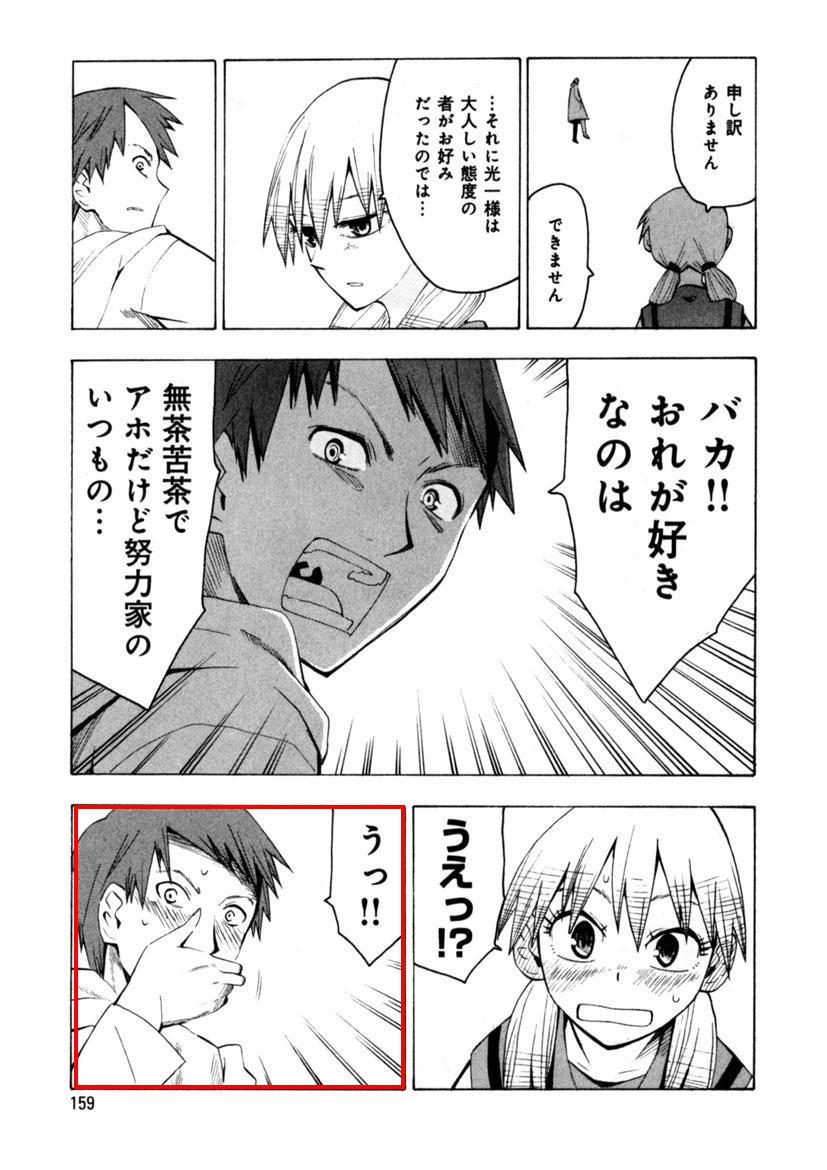 申し訳
ありません
できません
…それに光一様は
大人しい態度の
者がお好み
だったのでは…
バカ!!
おれが好き
なのは
無茶苦茶で
アホだけど努力家の
いつもの…
うえっ!?
うっ!!
159